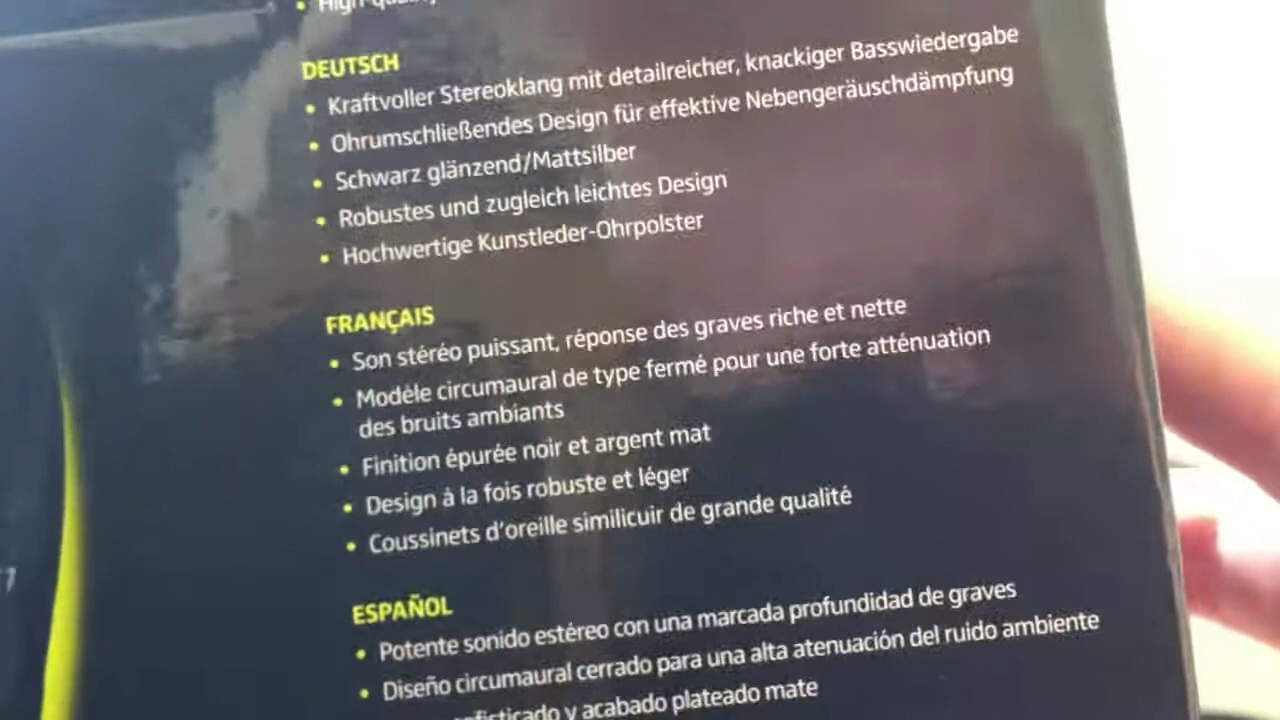 DEUTSCH
• Kraftvoller Stereoklang mit detailreicher, knackiger Basswiedergabe
• Ohrumschließendes Design für effektive Nebengeräuschdämpfung
• Schwarz glänzend/Mattsilber
• Robustes und zugleich leichtes Design
• Hochwertige Kunstleder-Ohrpolster
FRANÇAIS
• Son stéréo puissant, réponse des graves riche et nette
• Modèle circumaural de type fermé pour une forte atténuation
des bruits ambiants
• Finition épurée noir et argent mat
• Design à la fois robuste et léger
• Coussinets d'oreille similicuir de grande qualité
ESPAÑOL
• Potente sonido estéreo con una marcada profundidad de graves
• Diseño circumaural cerrado para una alta atenuación del ruido ambiente
y acabado plateado mate